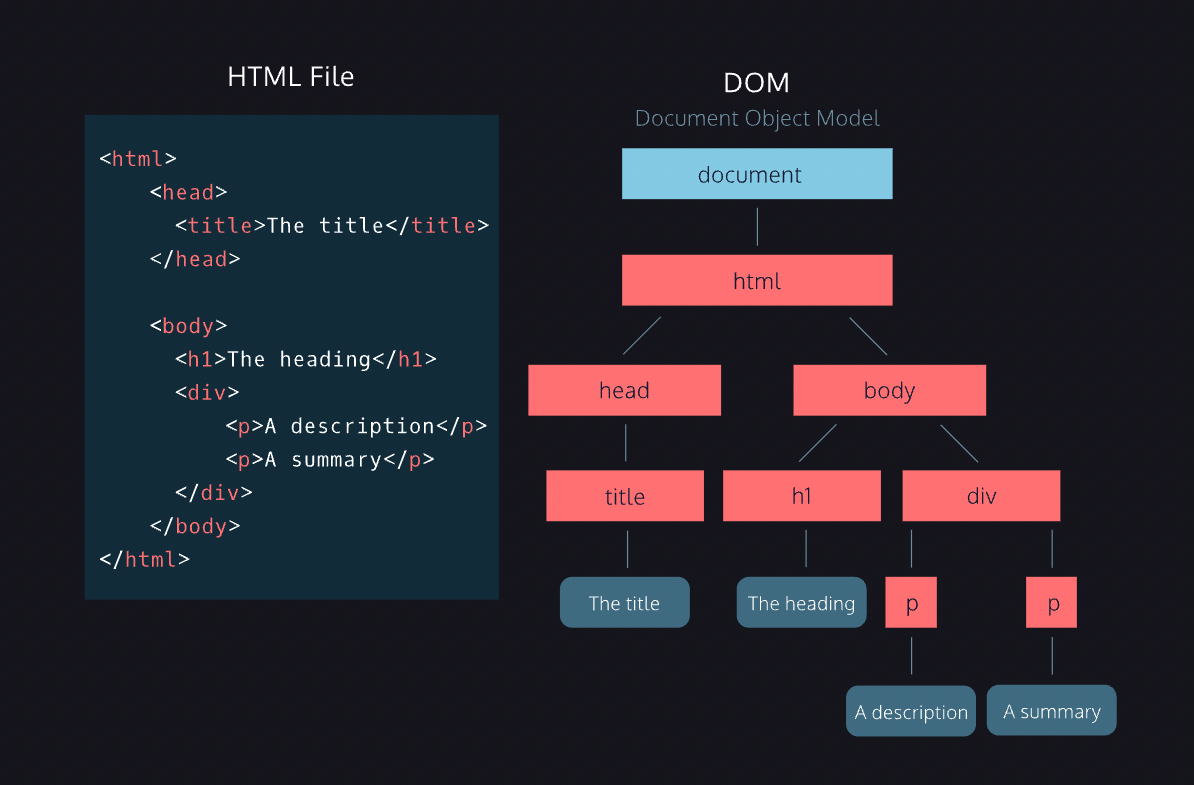 HTML File
<html>
<head>
<title>The title</title>
</head>
<body>
<h1>The heading</h1>
<div>
<p>A description</p>
<p>A summary</p>
</div>
</body>
</html>
DOM
Document Object Model
document
html
head
body
title
h1
div
The title
The heading
p
p
A description
A summary